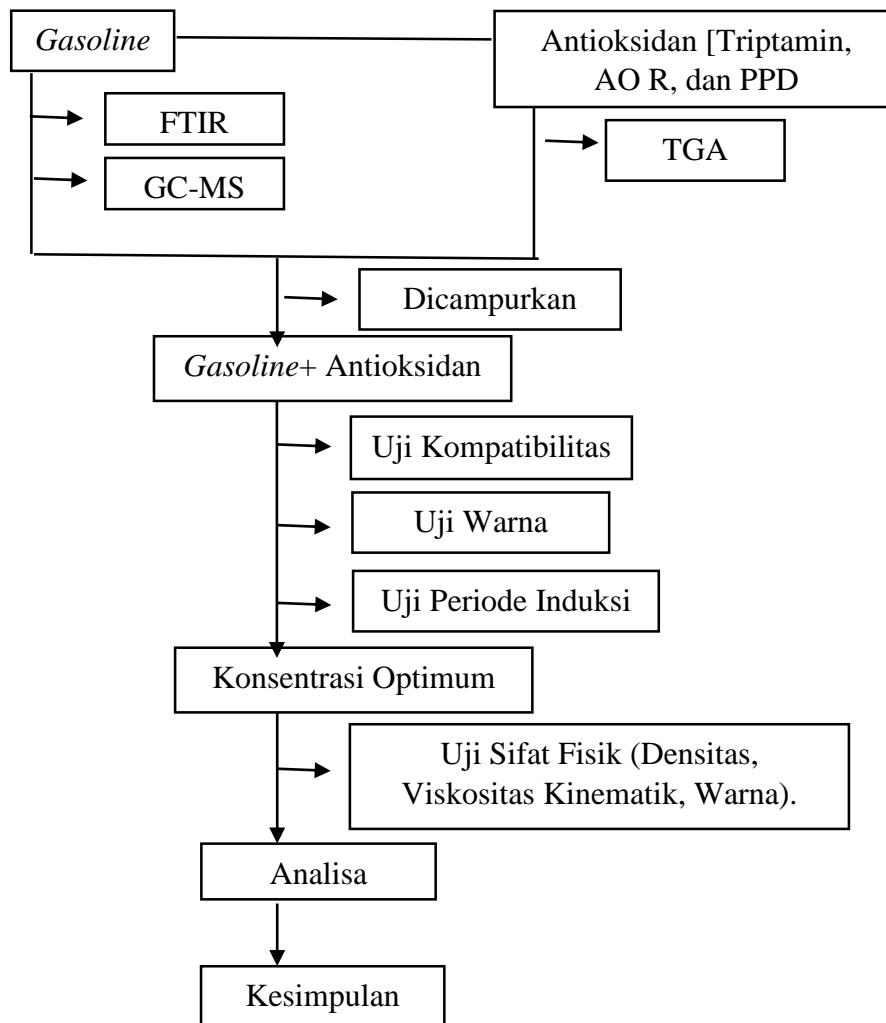 Gasoline
Antioksidan [Triptamin,
AO R, dan PPD
FTIR
TGA
GC-MS
Dicampurkan
Gasoline+ Antioksidan
Uji Kompatibilitas
Uji Warna
Uji Periode Induksi
Konsentrasi Optimum
Uji Sifat Fisik (Densitas,
Viskositas Kinematik, Warna).
Analisa
Kesimpulan